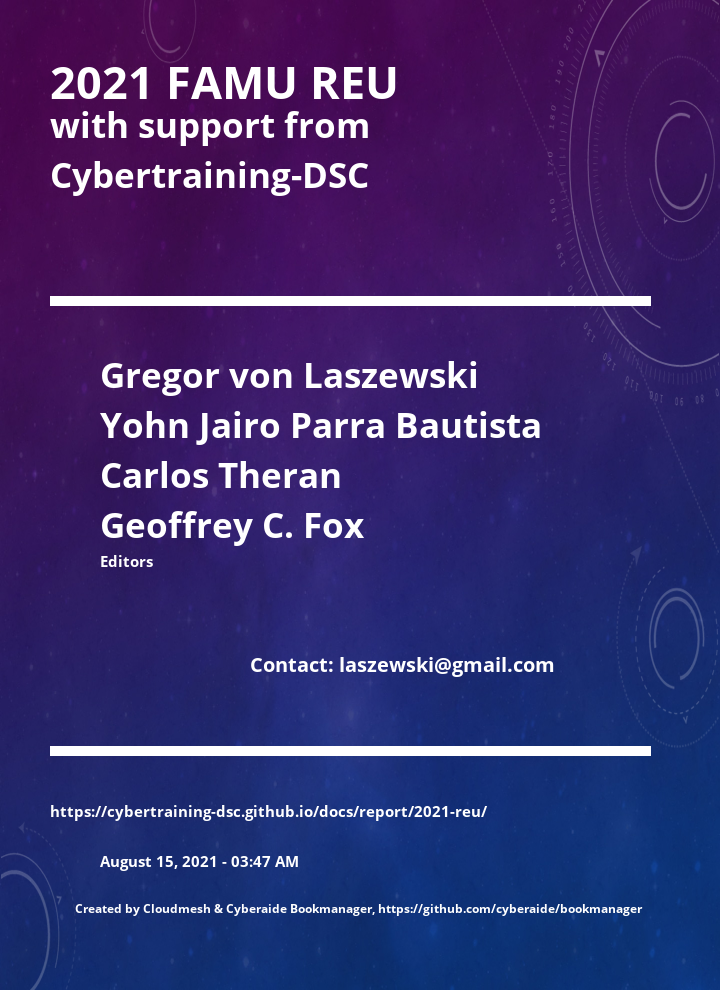 2021 FAMU REU
with support from
Cybertraining-DSC
Gregor von Laszewski
Yohn Jairo Parra Bautista
Carlos Theran
Geoffrey C. Fox
Editors
Contact: laszewski@gmail.com
https://cybertraining-dsc.github.io/docs/report/2021-reu/
August 15, 2021 - 03:47 AM
Created by Cloudmesh & Cyberaide Bookmanager, https://github.com/cyberaide/bookmanager